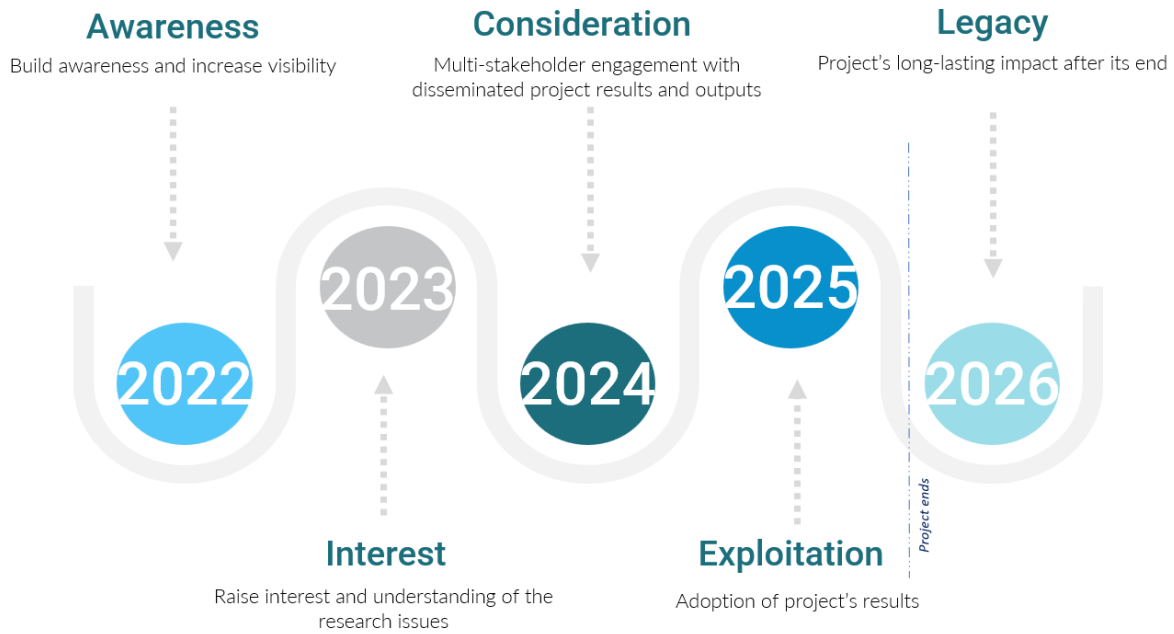 Awareness
Build awareness and increase visibility
Consideration
Multi-stakeholder engagement with
disseminated project results and outputs
Legacy
Project's long-lasting impact after its end
2022
2023
2024
2025
2026
Project ends
Interest
Raise interest and understanding of the
research issues
Exploitation
Adoption of project's results